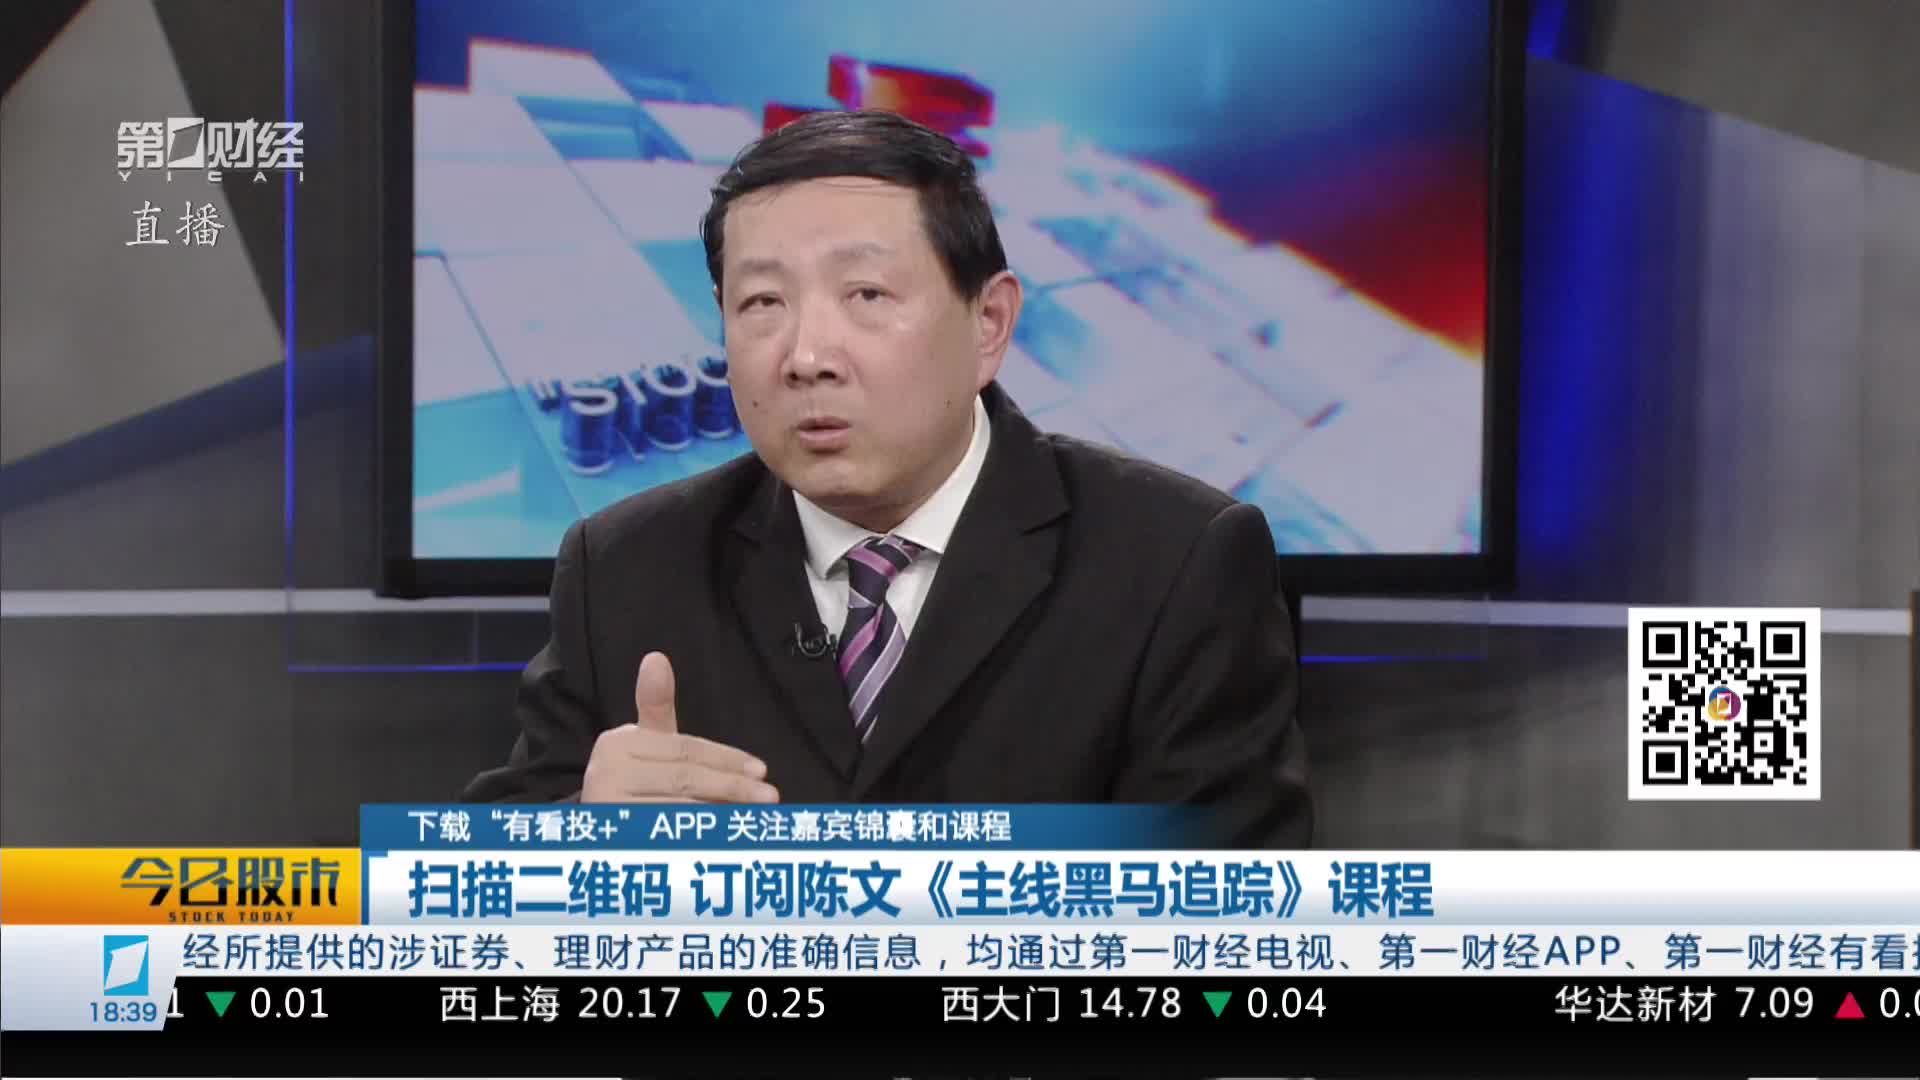 第一财经
YICAI
直播
"STOC
下载“有看投+”APP 关注嘉宾锦囊和课程
今日股市
STOCK TODAY
扫描二维码 订阅陈文《主线黑马追踪》课程
经所提供的涉证券、理财产品的准确信息，均通过第一财经电视、第一财经APP、第一财经有看
18:39
1 ▼ 0.01 西上海 20.17 ▼ 0.25 西大门 14.78 ▼ 0.04 华达新材 7.09 ▲ 0.0